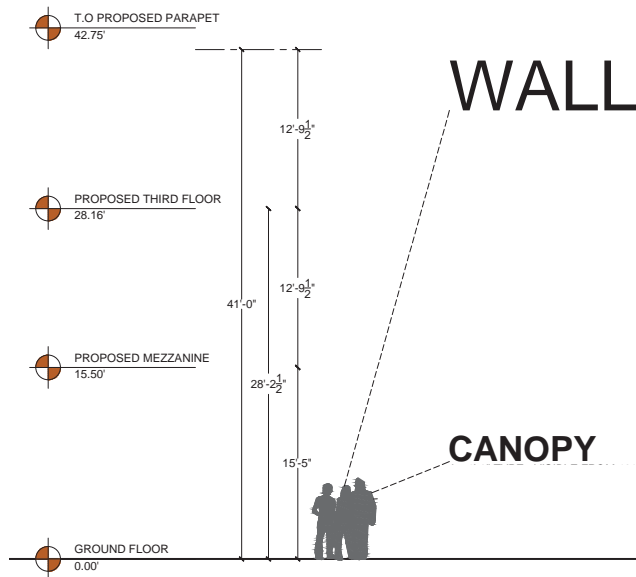 T.O PROPOSED PARAPET
42.75'
WALL
12'-9 1/2"
PROPOSED THIRD FLOOR
28.16'
12'-9 1/2"
41'-0"
PROPOSED MEZZANINE
15.50'
28'-2 1/2"
CANOPY
15'-5"
GROUND FLOOR
0.00'